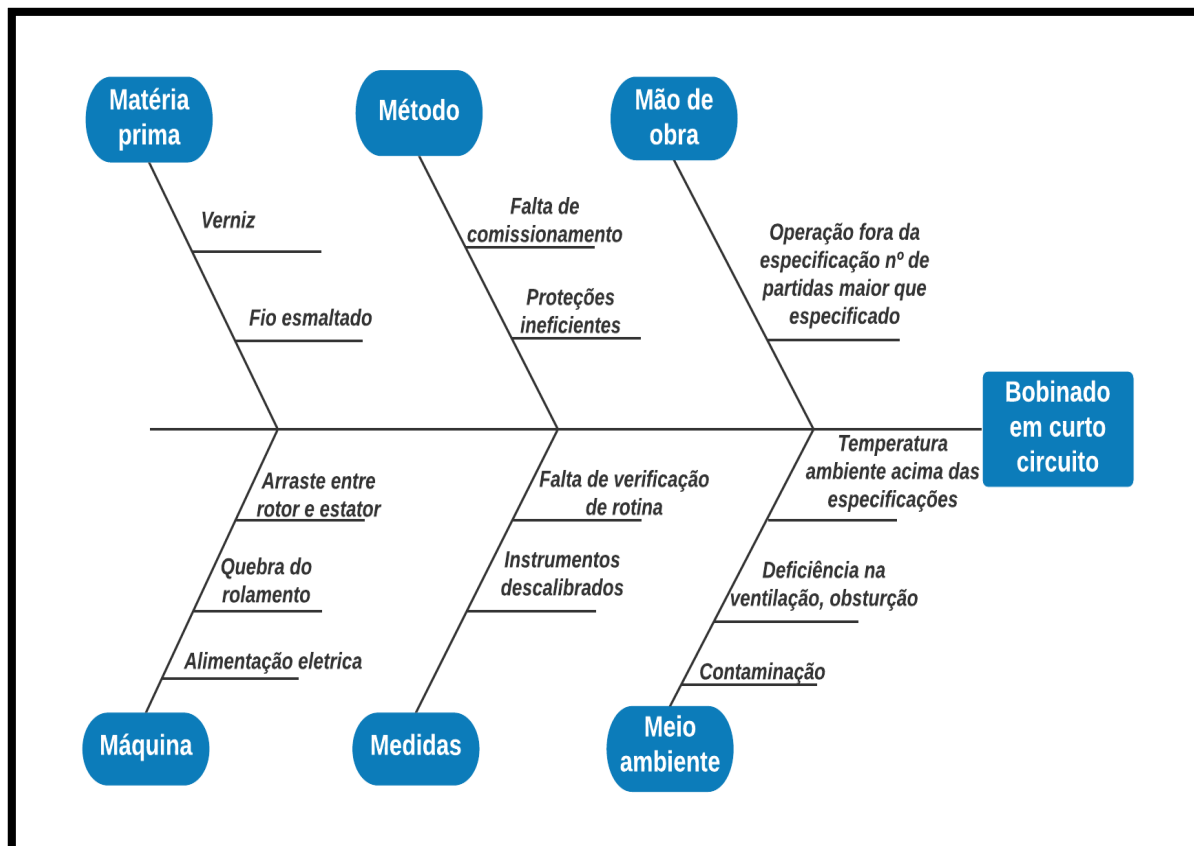 Matéria
prima
Método
Mão de
obra
Verniz
Fio esmaltado
Falta de
comissionamento
Proteções
ineficientes
Operação fora da
especificação nº de
partidas maior que
especificado
Bobinado
em curto
circuito
Arraste entre
rotor e estator
Quebra do
rolamento
Alimentação eletrica
Falta de verificação
de rotina
Instrumentos
descalibrados
Temperatura
ambiente acima das
especificações
Deficiência na
ventilação, obsturção
Contaminação
Máquina
Medidas
Meio
ambiente